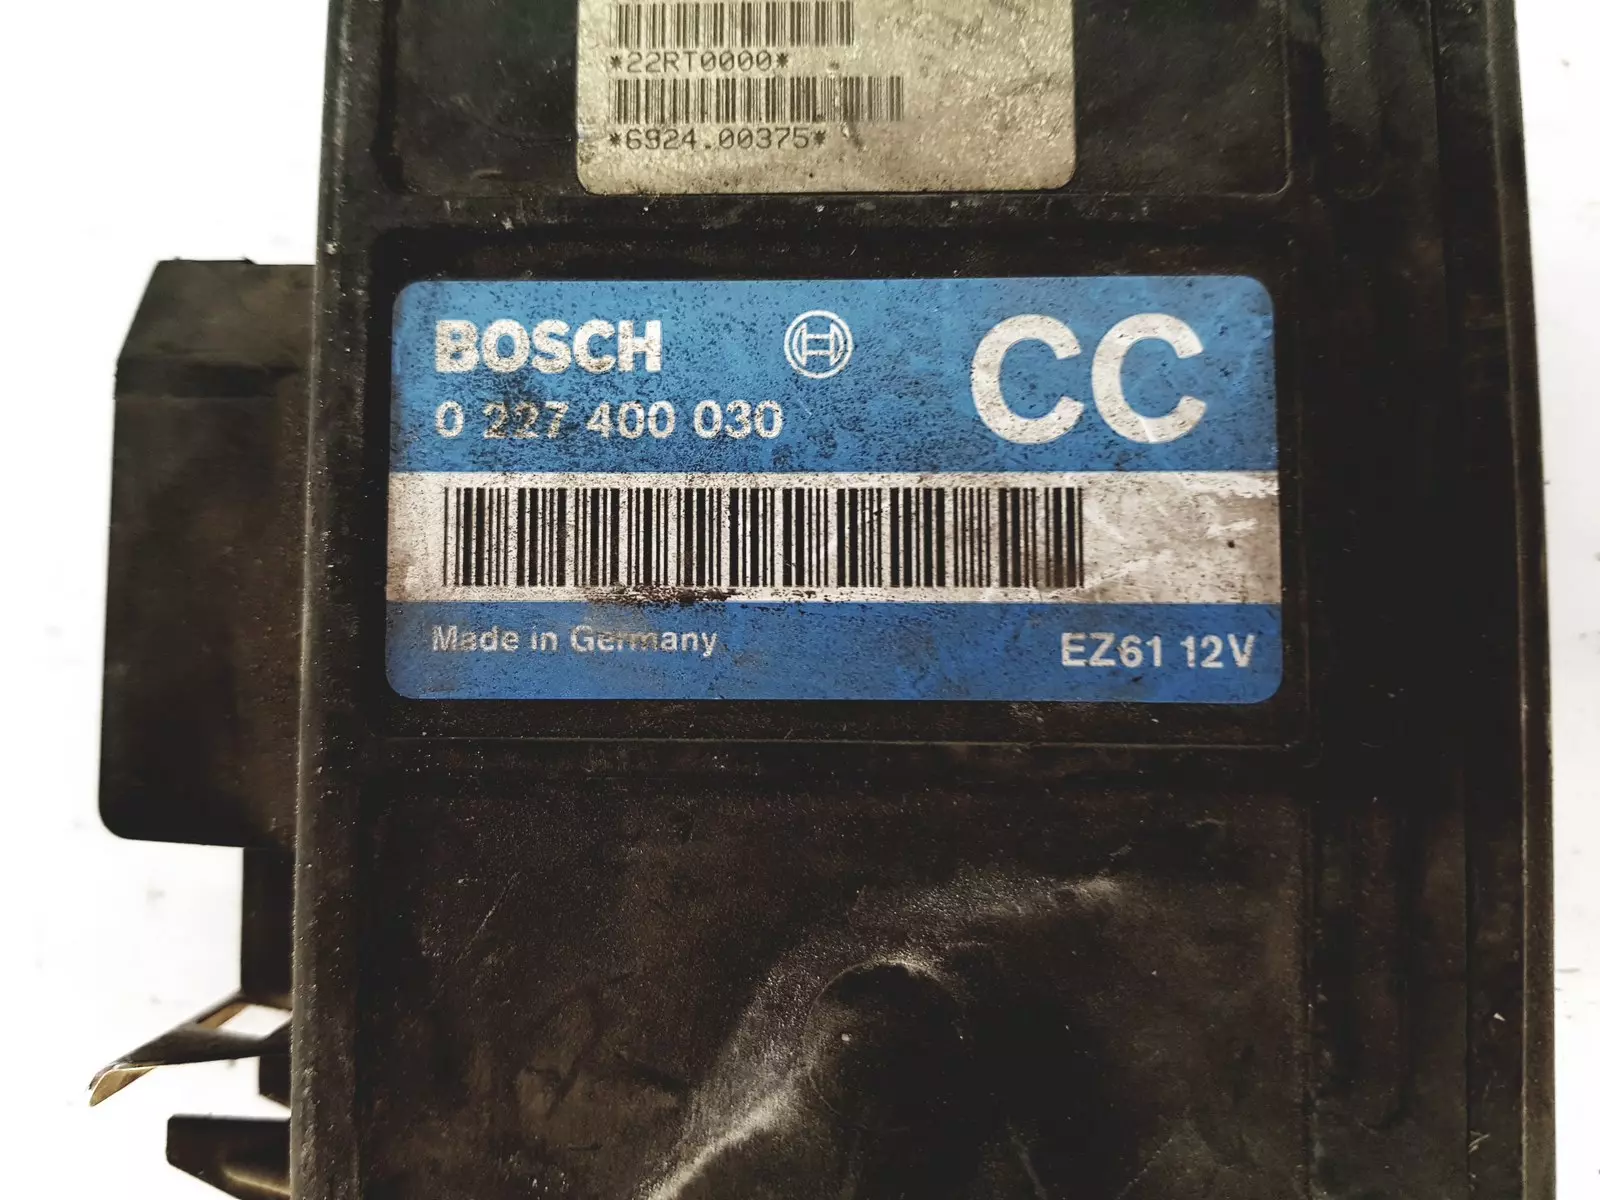 *22RT0000*
*6924.00375*
BOSCH
CC
0 227 400 030
Made in Germany
EZ61 12V